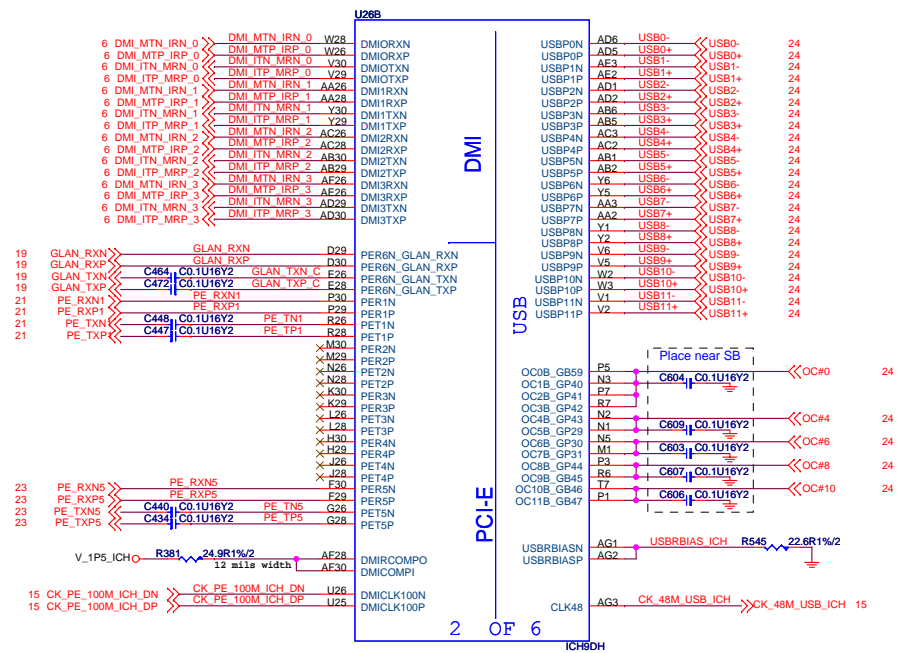 U26B
6 DMI_MTN_IRN_0 DMI_MTN_IRN_0 W28 DMIORXN
6 DMI_MTP_IRP_0 DMI_MTP_IRP_0 W26 DMIORXP
6 DMI_ITN_MRN_0 DMI_ITN_MRN_0 V30 DMIOTXN
6 DMI_ITP_MRP_0 DMI_ITP_MRP_0 V29 DMIOTXP
6 DMI_MTN_IRN_1 DMI_MTN_IRN_1 AA26 DMI1RXN
6 DMI_MTP_IRP_1 DMI_MTP_IRP_1 AA28 DMI1RXP
6 DMI_ITN_MRN_1 DMI_ITN_MRN_1 Y30 DMI1TXN
6 DMI_ITP_MRP_1 DMI_ITP_MRP_1 Y29 DMI1TXP
6 DMI_MTN_IRN_2 DMI_MTN_IRN_2 AC26 DMI2RXN
6 DMI_MTP_IRP_2 DMI_MTP_IRP_2 AC28 DMI2RXP
6 DMI_ITN_MRN_2 DMI_ITN_MRN_2 AB30 DMI2TXN
6 DMI_ITP_MRP_2 DMI_ITP_MRP_2 AB29 DMI2TXP
6 DMI_MTN_IRN_3 DMI_MTN_IRN_3 AF26 DMI3RXN
6 DMI_MTP_IRP_3 DMI_MTP_IRP_3 AE26 DMI3RXP
6 DMI_ITN_MRN_3 DMI_ITN_MRN_3 AD29 DMI3TXN
6 DMI_ITP_MRP_3 DMI_ITP_MRP_3 AD30 DMI3TXP
19 GLAN_RXN GLAN_RXN D29 PER6N_GLAN_RXN
19 GLAN_RXP GLAN_RXP D30 PER6N_GLAN_RXP
19 GLAN_TXN C464 C0.1U16Y2 GLAN_TXN_C E26 PER6N_GLAN_TXN
19 GLAN_TXP C472 C0.1U16Y2 GLAN_TXP_C E28 PER6N_GLAN_TXP
21 PE_RXN1 PE_RXN1 P30 PER1N
21 PE_RXP1 PE_RXP1 P29 PER1P
21 PE_TXN1 C448 C0.1U16Y2 PE_TN1 R26 PET1N
21 PE_TXP1 C447 C0.1U16Y2 PE_TP1 R28 PET1P
M30 PER2N
M29 PER2P
N26 PET2N
N28 PET2P
K30 PER3N
K29 PER3P
L26 PET3N
L28 PET3P
H30 PER4N
H29 PER4P
J26 PET4N
J28 PET4P
23 PE_RXN5 PE_RXN5 F30 PER5N
23 PE_RXP5 PE_RXP5 F29 PER5P
23 PE_TXN5 C440 C0.1U16Y2 PE_TN5 G26 PET5N
23 PE_TXP5 C434 C0.1U16Y2 PE_TP5 G28 PET5P
V_1P5_ICH R381 24.9R1%/2 AF28 DMIRCOMPO
12 mils width AF30 DMICOMPI
15 CK_PE_100M_ICH_DN CK_PE_100M_ICH_DN U26 DMICLK100N
15 CK_PE_100M_ICH_DP CK_PE_100M_ICH_DP U25 DMICLK100P
DMI
PCI-E
USB
USBP0N AD6 USB0- USB0- 24
USBP0P AD5 USB0+ USB0+ 24
USBP1N AE3 USB1- USB1- 24
USBP1P AE2 USB1+ USB1+ 24
USBP2N AD1 USB2- USB2- 24
USBP2P AD2 USB2+ USB2+ 24
USBP3N AB6 USB3- USB3- 24
USBP3P AB5 USB3+ USB3+ 24
USBP4N AC3 USB4- USB4- 24
USBP4P AC2 USB4+ USB4+ 24
USBP5N AB1 USB5- USB5- 24
USBP5P AB2 USB5+ USB5+ 24
USBP6N Y6 USB6- USB6- 24
USBP6P Y5 USB6+ USB6+ 24
USBP7N AA3 USB7- USB7- 24
USBP7P AA2 USB7+ USB7+ 24
USBP8N Y1 USB8- USB8- 24
USBP8P Y2 USB8+ USB8+ 24
USBP9N V6 USB9- USB9- 24
USBP9P V5 USB9+ USB9+ 24
USBP10N W2 USB10- USB10- 24
USBP10P W3 USB10+ USB10+ 24
USBP11N V1 USB11- USB11- 24
USBP11P V2 USB11+ USB11+ 24
Place near SB
OC0B_GB59 P5 OC#0 24
OC1B_GP40 N3 C604 C0.1U16Y2
OC2B_GP41 P7
OC3B_GP42 R7
OC4B_GP43 N2 OC#4 24
OC5B_GP29 N1 C609 C0.1U16Y2
OC6B_GP30 N5 OC#6 24
OC7B_GP31 M1 C603 C0.1U16Y2
OC8B_GP44 P3 OC#8 24
OC9B_GB45 R6 C607 C0.1U16Y2
OC10B_GB46 T7 OC#10 24
OC11B_GB47 P1 C606 C0.1U16Y2
USBRBIASN AG1 USBRBIAS_ICH R545 22.6R1%/2
USBRBIASP AG2
CLK48 AG3 CK_48M_USB_ICH CK_48M_USB_ICH 15
2 OF 6
ICH9DH